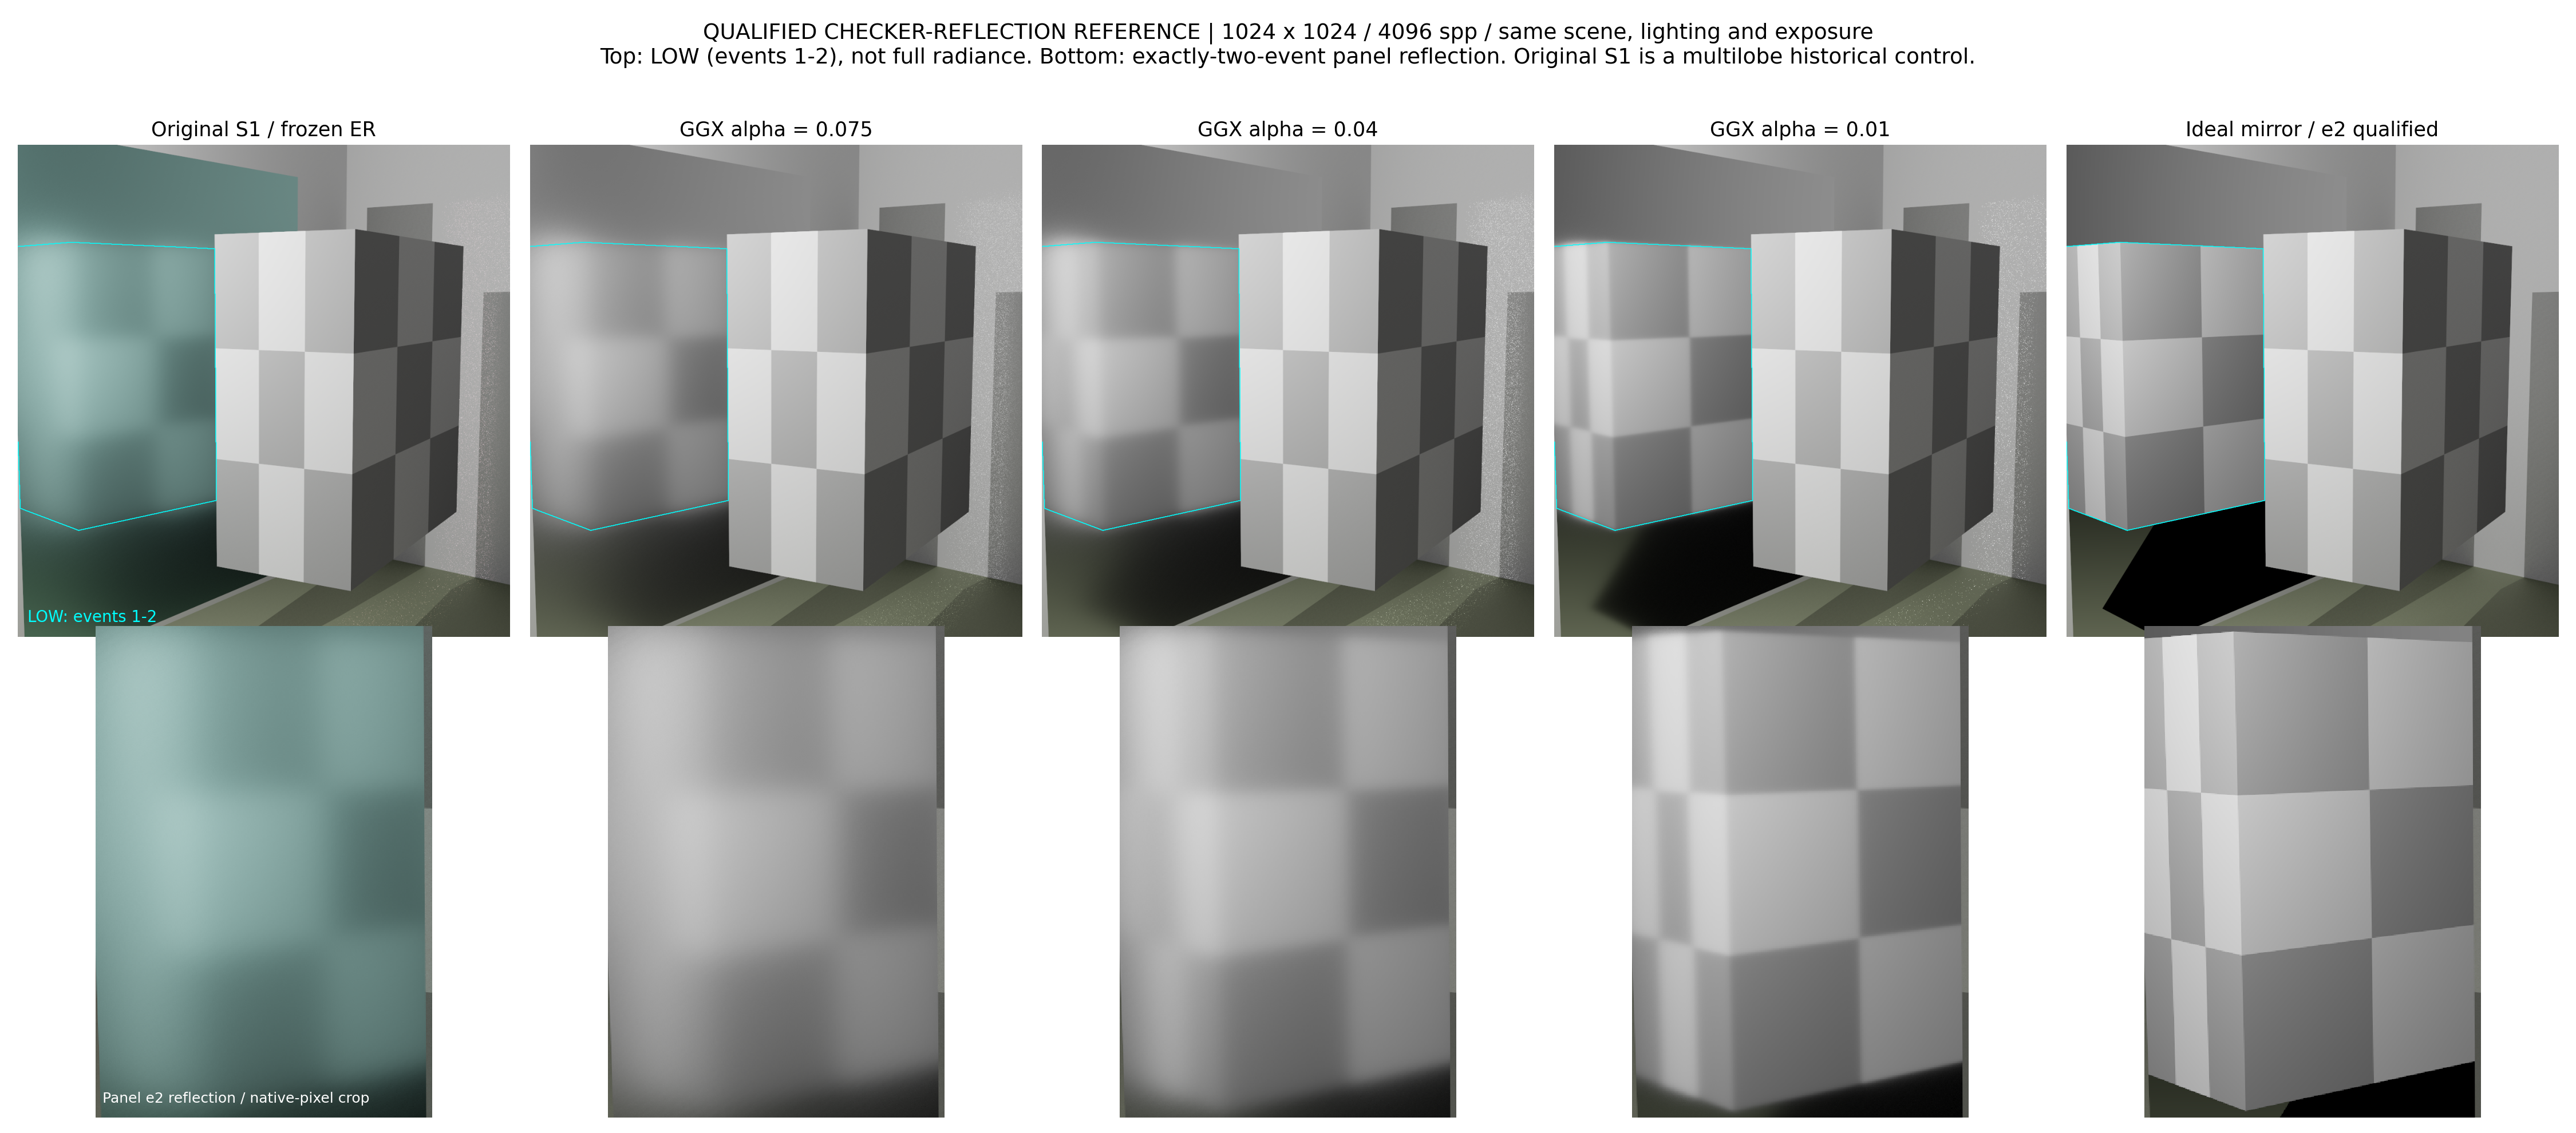 QUALIFIED CHECKER-REFLECTION REFERENCE | 1024 x 1024 / 4096 spp / same scene, lighting and exposure
Top: LOW (events 1-2), not full radiance. Bottom: exactly-two-event panel reflection. Original S1 is a multilobe historical control.
Original S1 / frozen ER
GGX alpha = 0.075
GGX alpha = 0.04
GGX alpha = 0.01
Ideal mirror / e2 qualified
LOW: events 1-2
Panel e2 reflection / native-pixel crop